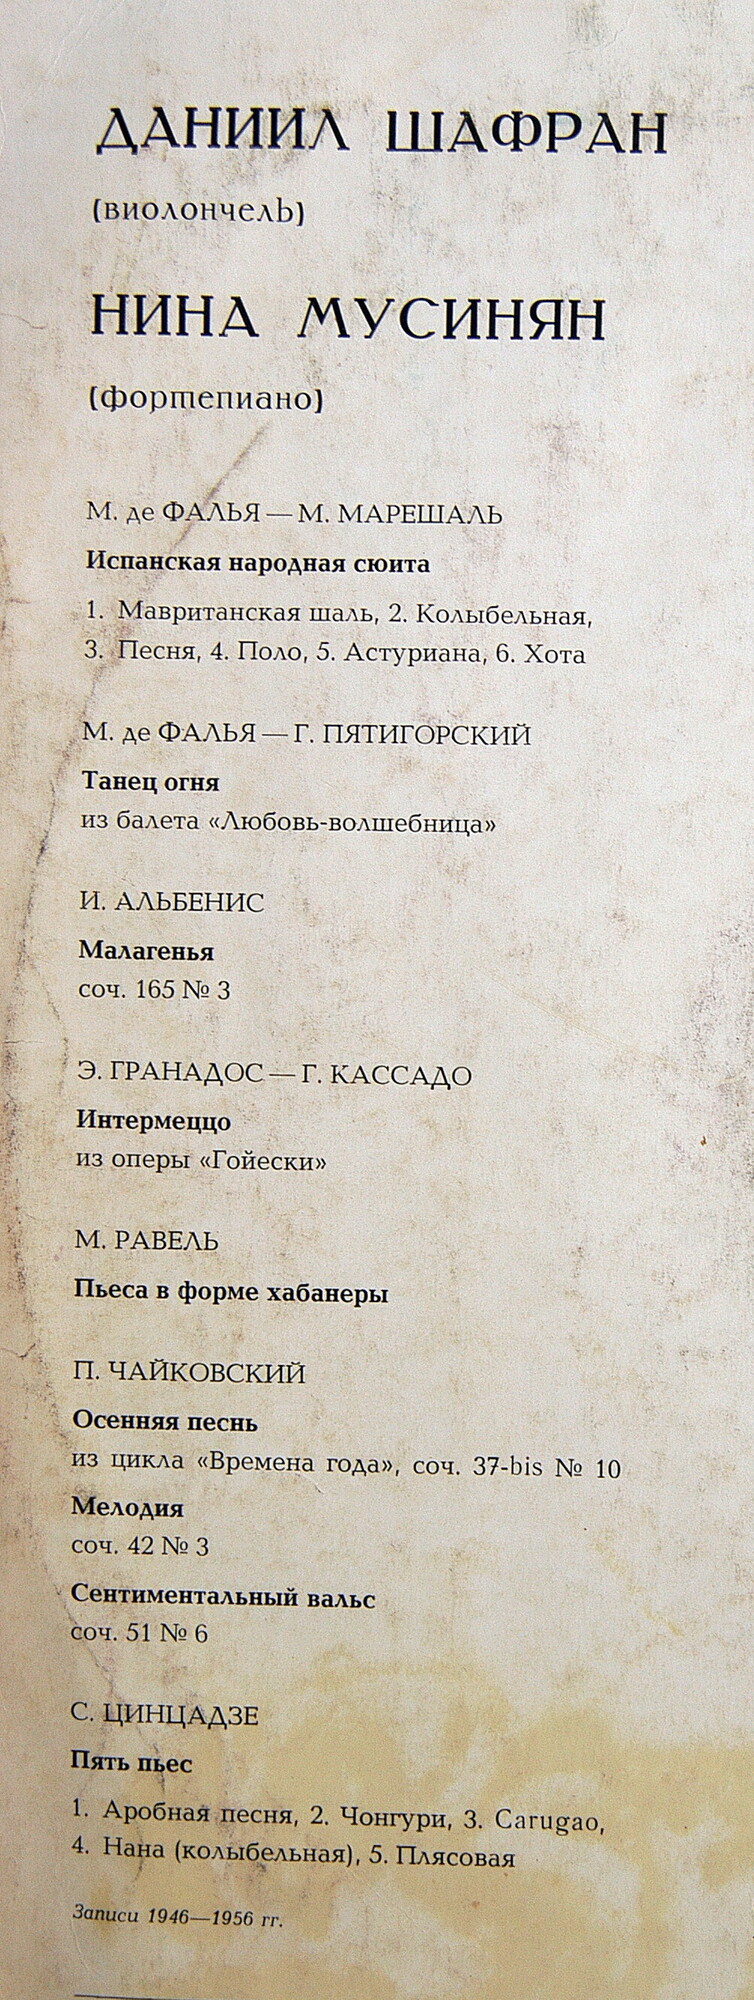 ДАНИИЛ ШАФРАН
(виолончель)
НИНА МУСИНЯН
(фортепиано)
М. де ФАЛЬЯ — М. МАРЕШАЛЬ
Испанская народная сюита
1. Мавританская шаль, 2. Колыбельная,
3. Песня, 4. Поло, 5. Астуриана, 6. Хота
М. де ФАЛЬЯ — Г. ПЯТИГОРСКИЙ
Танец огня
из балета «Любовь-волшебница»
И. АЛЬБЕНИС
Малагенья
соч. 165 № 3
Э. ГРАНАДОС — Г. КАССАДО
Интермеццо
из оперы «Гойески»
М. РАВЕЛЬ
Пьеса в форме хабанеры
П. ЧАЙКОВСКИЙ
Осенняя песнь
из цикла «Времена года», соч. 37-bis № 10
Мелодия
соч. 42 № 3
Сентиментальный вальс
соч. 51 № 6
С. ЦИНЦАДЗЕ
Пять пьес
1. Аробная песня, 2. Чонгури, 3. Сачидао,
4. Нана (колыбельная), 5. Плясовая
Записи 1946—1956 гг.